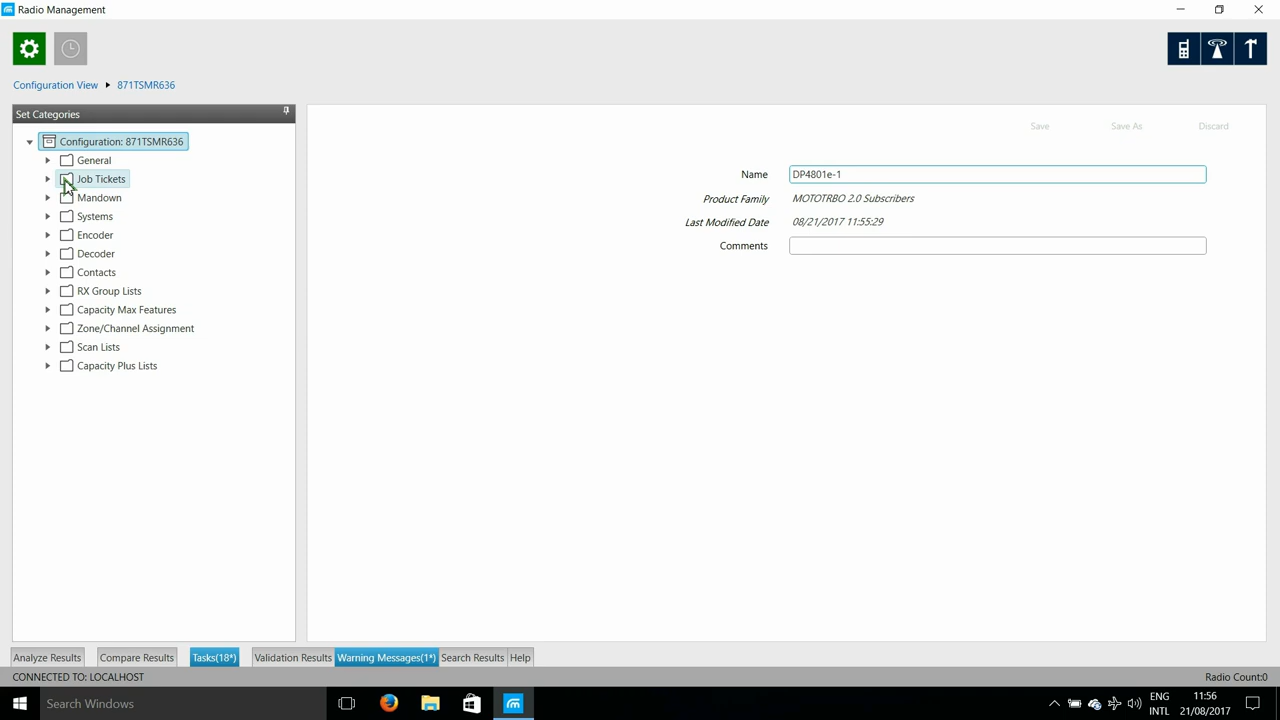 Radio Management
Configuration View 871TSMR636
Set Categories
Configuration: 871TSMR636
General
Job Tickets
Mandown
Systems
Encoder
Decoder
Contacts
RX Group Lists
Capacity Max Features
Zone/Channel Assignment
Scan Lists
Capacity Plus Lists
Save Save As Discard
Name DP4801e-1
Product Family MOTOTRBO 2.0 Subscribers
Last Modified Date 08/21/2017 11:55:29
Comments
Analyze Results Compare Results Tasks(18*) Validation Results Warning Messages(1*) Search Results Help
CONNECTED TO: LOCALHOST Radio Count:0
Search Windows
ENG 11:56
INTL 21/08/2017